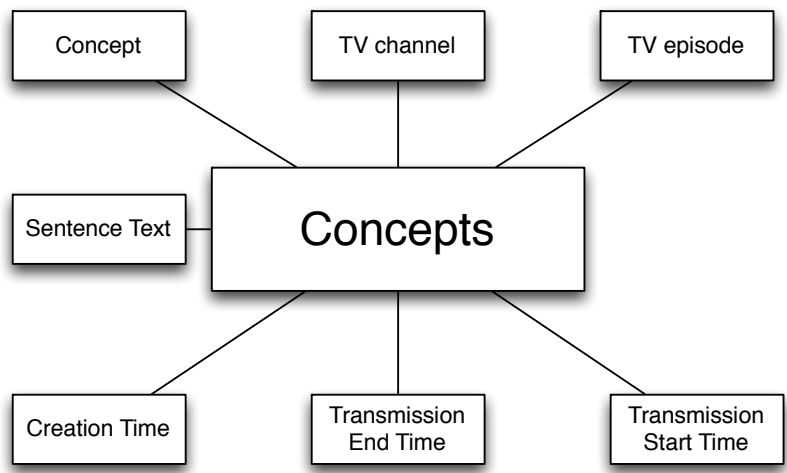 Concept
TV channel
TV episode
Sentence Text
Concepts
Creation Time
Transmission
End Time
Transmission
Start Time